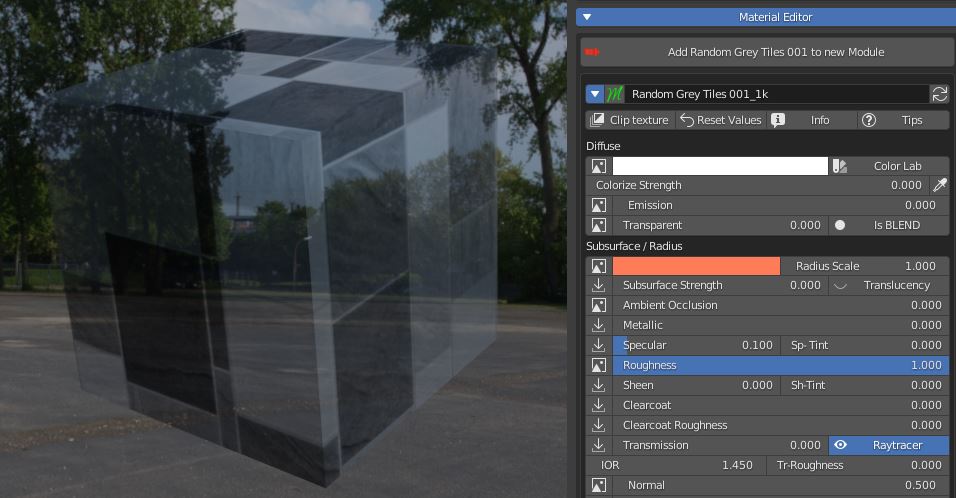 Material Editor
Add Random Grey Tiles 001 to new Module
Random Grey Tiles 001_1k
Clip texture Reset Values Info Tips
Diffuse
Color Lab
Colorize Strength 0.000
Emission 0.000
Transparent 0.000 Is BLEND
Subsurface / Radius
Radius Scale 1.000
Subsurface Strength 0.000 Translucency
Ambient Occlusion 0.000
Metallic 0.000
Specular 0.100 Sp- Tint 0.000
Roughness 1.000
Sheen 0.000 Sh-Tint 0.000
Clearcoat 0.000
Clearcoat Roughness 0.000
Transmission 0.000 Raytracer
IOR 1.450 Tr-Roughness 0.000
Normal 0.500